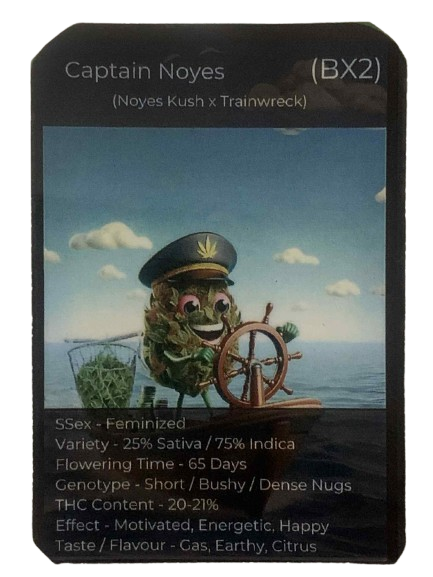 Captain Noyes (BX2)
(Noyes Kush x Trainwreck)
SSex - Feminized
Variety - 25% Sativa / 75% Indica
Flowering Time - 65 Days
Genotype - Short / Bushy / Dense Nugs
THC Content - 20-21%
Effect - Motivated, Energetic, Happy
Taste / Flavour - Gas, Earthy, Citrus